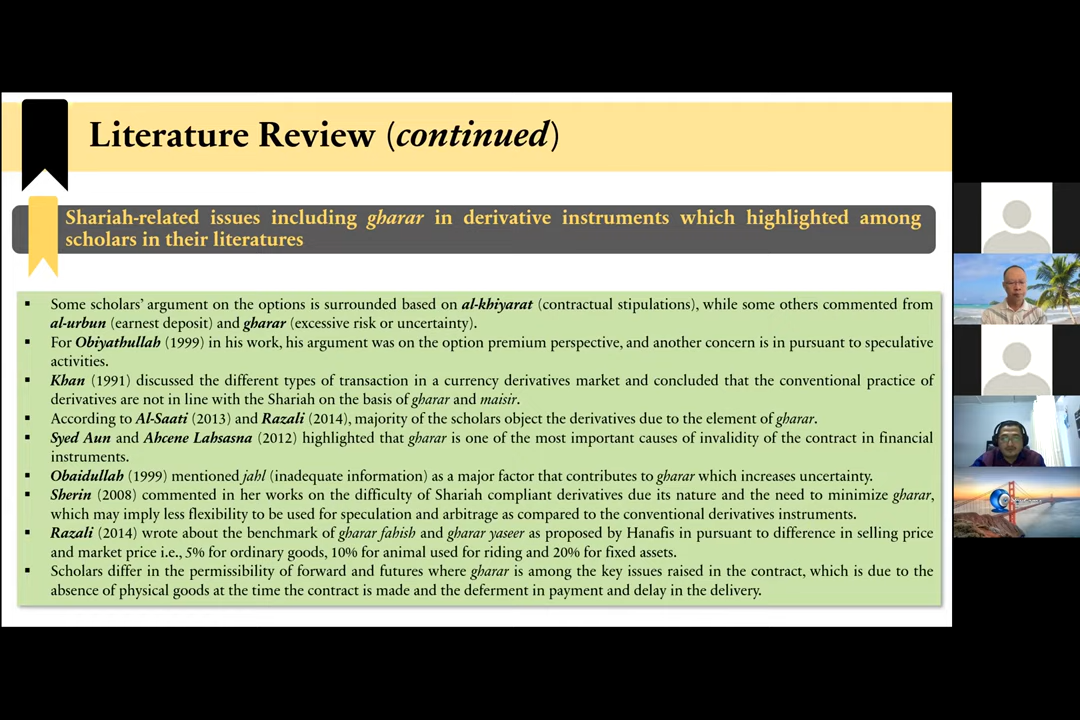 Literature Review (continued)
Shariah-related issues including gharar in derivative instruments which highlighted among
scholars in their literatures
▪ Some scholars' argument on the options is surrounded based on al-khiyarat (contractual stipulations), while some others commented from
al-urbun (earnest deposit) and gharar (excessive risk or uncertainty).
▪ For Obiyathullah (1999) in his work, his argument was on the option premium perspective, and another concern is in pursuant to speculative
activities.
▪ Khan (1991) discussed the different types of transaction in a currency derivatives market and concluded that the conventional practice of
derivatives are not in line with the Shariah on the basis of gharar and maisir.
▪ According to Al-Saati (2013) and Razali (2014), majority of the scholars object the derivatives due to the element of gharar.
▪ Syed Aun and Ahcene Lahsasna (2012) highlighted that gharar is one of the most important causes of invalidity of the contract in financial
instruments.
▪ Obaidullah (1999) mentioned jahl (inadequate information) as a major factor that contributes to gharar which increases uncertainty.
▪ Sherin (2008) commented in her works on the difficulty of Shariah compliant derivatives due its nature and the need to minimize gharar,
which may imply less flexibility to be used for speculation and arbitrage as compared to the conventional derivatives instruments.
▪ Razali (2014) wrote about the benchmark of gharar fahish and gharar yaseer as proposed by Hanafis in pursuant to difference in selling price
and market price i.e., 5% for ordinary goods, 10% for animal used for riding and 20% for fixed assets.
▪ Scholars differ in the permissibility of forward and futures where gharar is among the key issues raised in the contract, which is due to the
absence of physical goods at the time the contract is made and the deferment in payment and delay in the delivery.